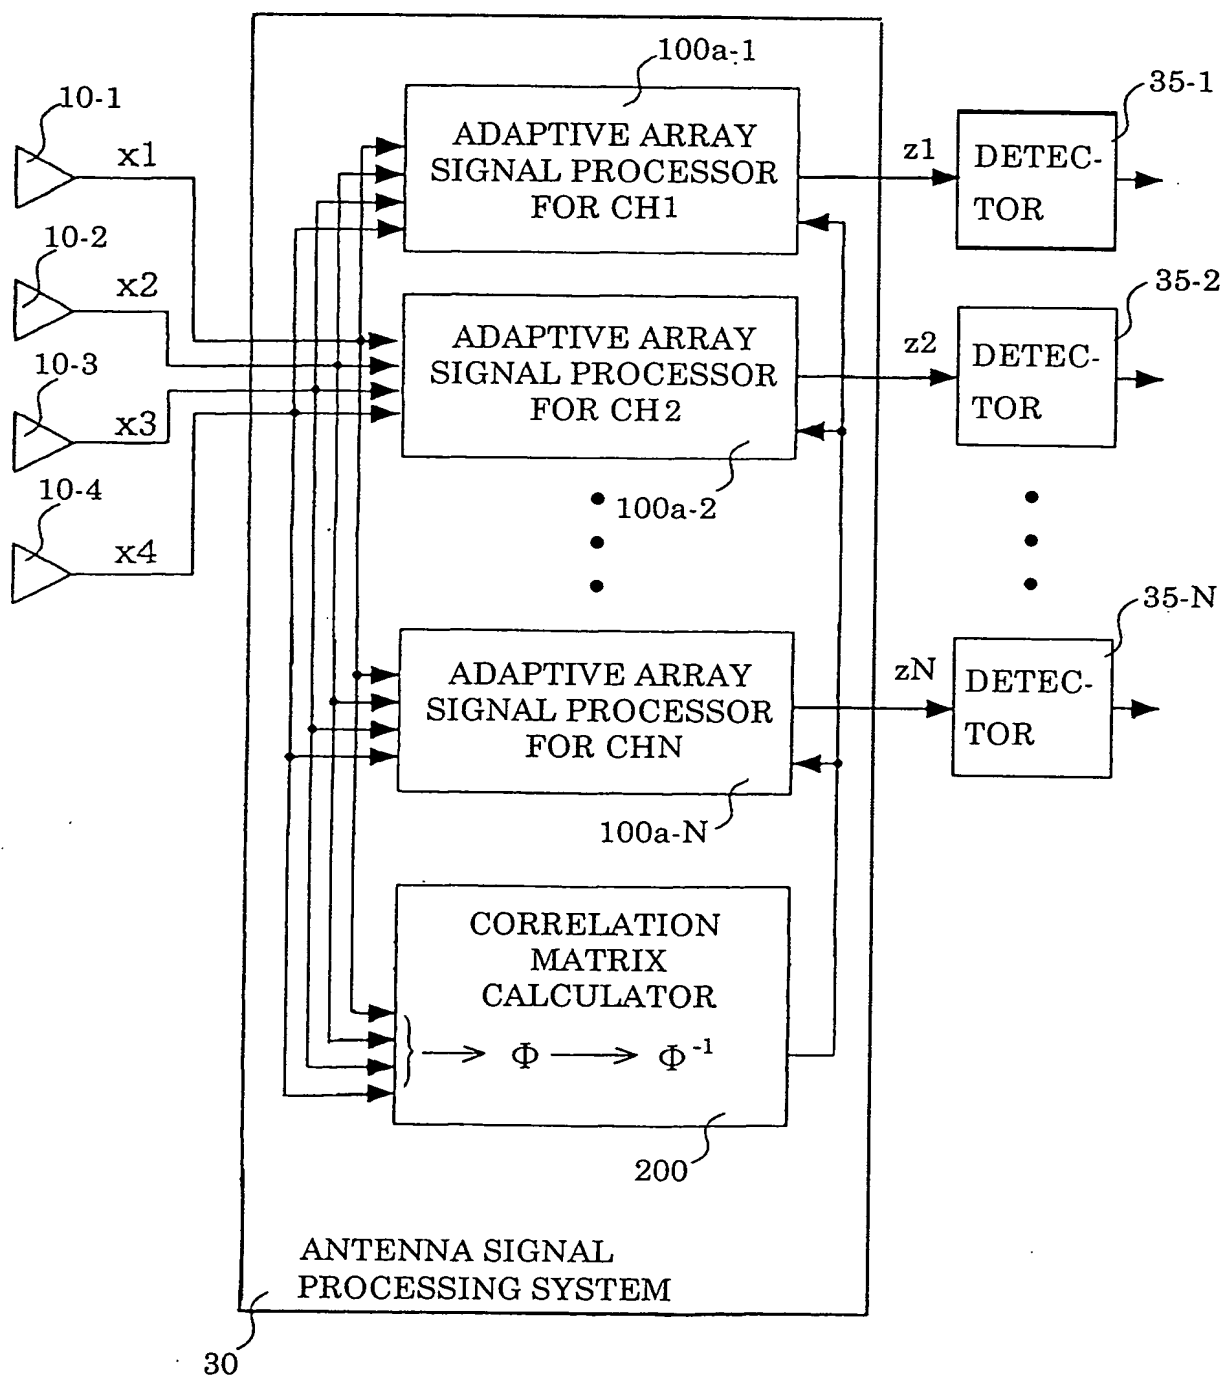 100a-1
10-1
35-1
x1
ADAPTIVE ARRAY
SIGNAL PROCESSOR
FOR CH1
z1
DETEC-
TOR
10-2
x2
35-2
ADAPTIVE ARRAY
SIGNAL PROCESSOR
FOR CH2
z2
DETEC-
TOR
10-3
x3
100a-2
10-4
x4
35-N
ADAPTIVE ARRAY
SIGNAL PROCESSOR
FOR CHN
zN
DETEC-
TOR
100a-N
CORRELATION
MATRIX
CALCULATOR
} → Φ → Φ⁻¹
200
ANTENNA SIGNAL
PROCESSING SYSTEM
30